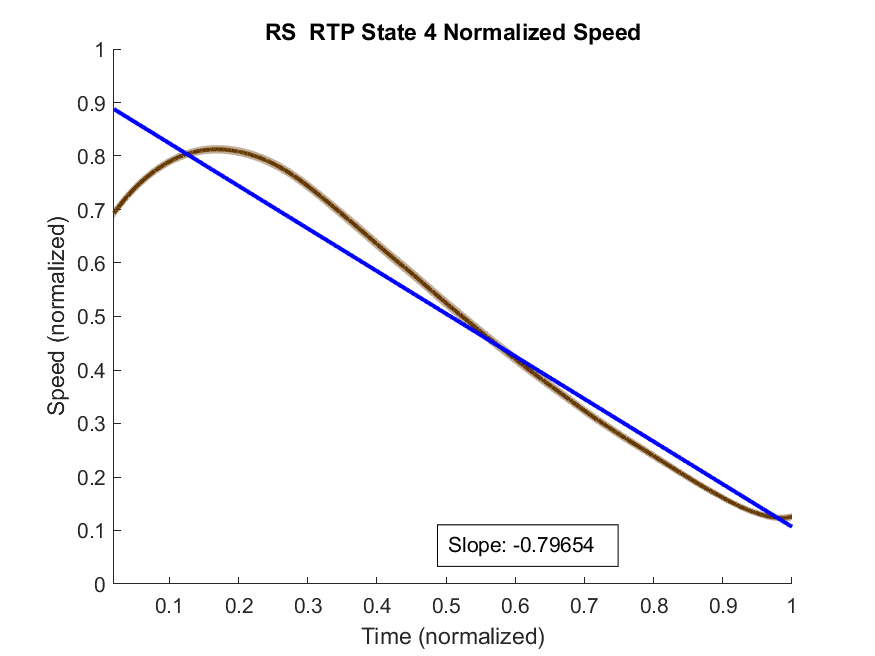 RS  RTP State 4 Normalized Speed
1
0.9
0.8
0.7
0.6
0.5
0.4
0.3
0.2
0.1
0
Speed (normalized)
Slope: -0.79654
0.1 0.2 0.3 0.4 0.5 0.6 0.7 0.8 0.9 1
Time (normalized)